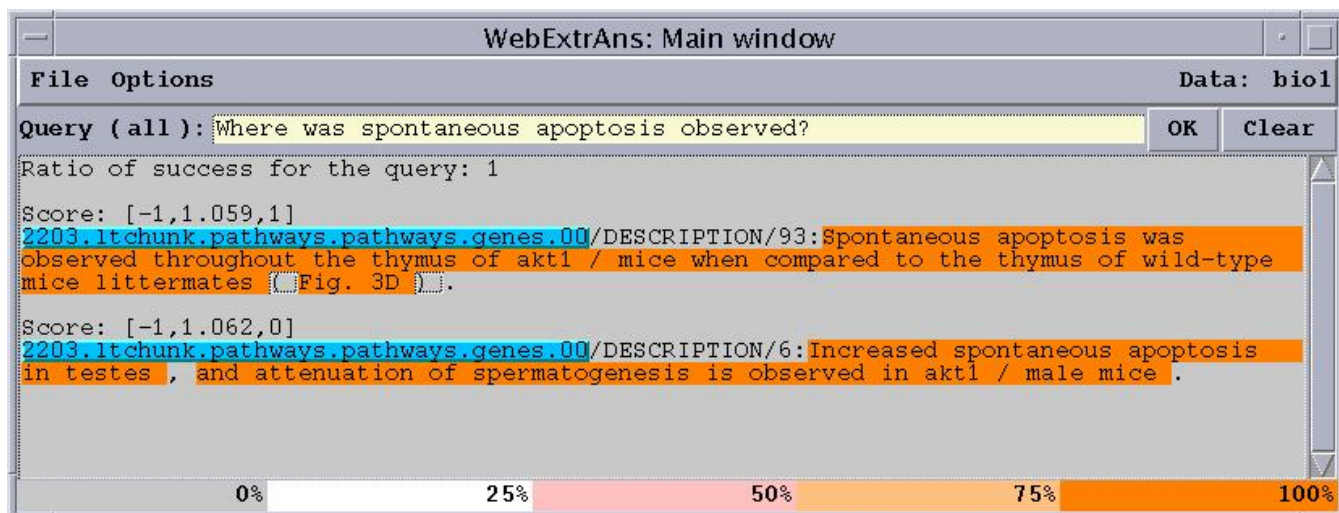 WebExtrAns: Main window
File Options Data: bio1
Query (all): Where was spontaneous apoptosis observed? OK Clear
Ratio of success for the query: 1
Score: [-1,1.059,1]
2203.ltchunk.pathways.pathways.genes.00/DESCRIPTION/93:Spontaneous apoptosis was
observed throughout the thymus of akt1 / mice when compared to the thymus of wild-type
mice littermates ( Fig. 3D ) .
Score: [-1,1.062,0]
2203.ltchunk.pathways.pathways.genes.00/DESCRIPTION/6:Increased spontaneous apoptosis
in testes , and attenuation of spermatogenesis is observed in akt1 / male mice .
0% 25% 50% 75% 100%